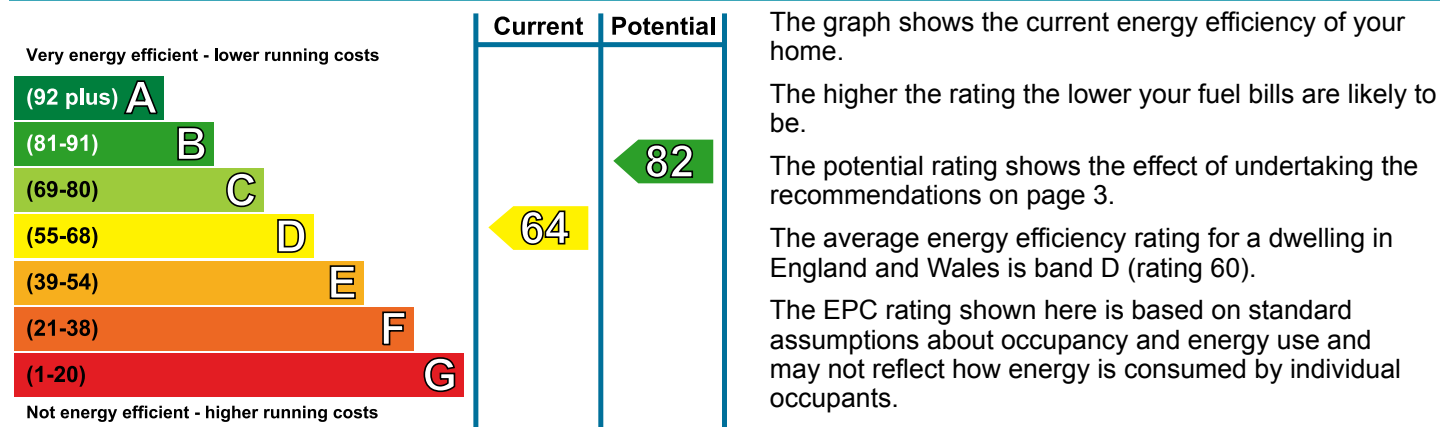 Current Potential
Very energy efficient - lower running costs
(92 plus) A
(81-91) B
(69-80) C
(55-68) D
(39-54) E
(21-38) F
(1-20) G
Not energy efficient - higher running costs
64
82
The graph shows the current energy efficiency of your
home.
The higher the rating the lower your fuel bills are likely to
be.
The potential rating shows the effect of undertaking the
recommendations on page 3.
The average energy efficiency rating for a dwelling in
England and Wales is band D (rating 60).
The EPC rating shown here is based on standard
assumptions about occupancy and energy use and
may not reflect how energy is consumed by individual
occupants.